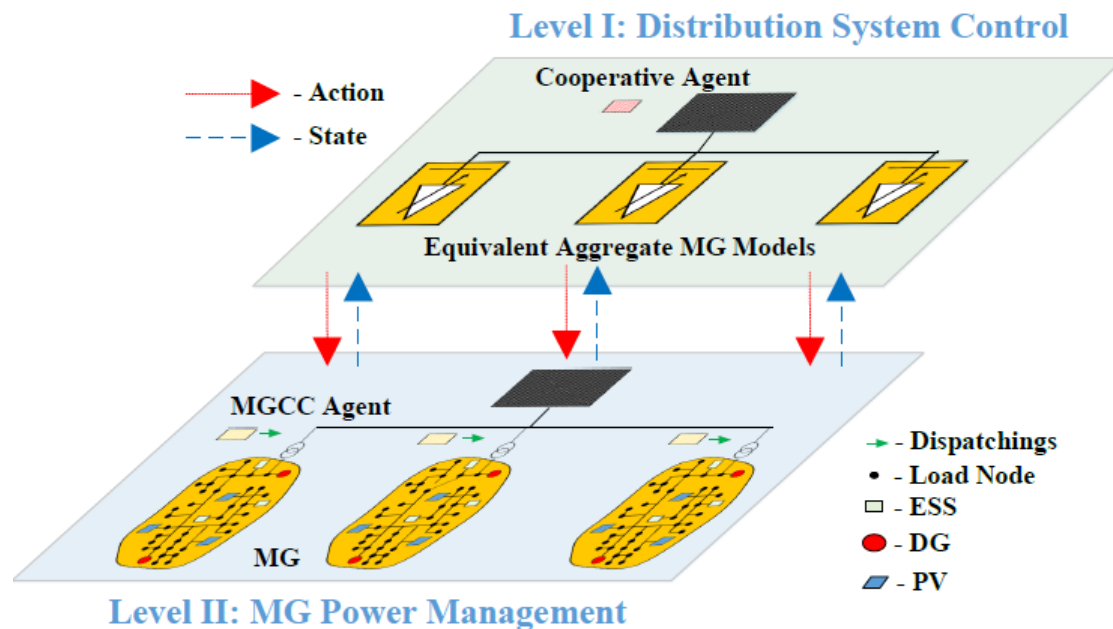 Level I: Distribution System Control
Cooperative Agent
- Action
- State
Equivalent Aggregate MG Models
MGCC Agent
- Dispatchings
- Load Node
- ESS
- DG
- PV
MG
Level II: MG Power Management